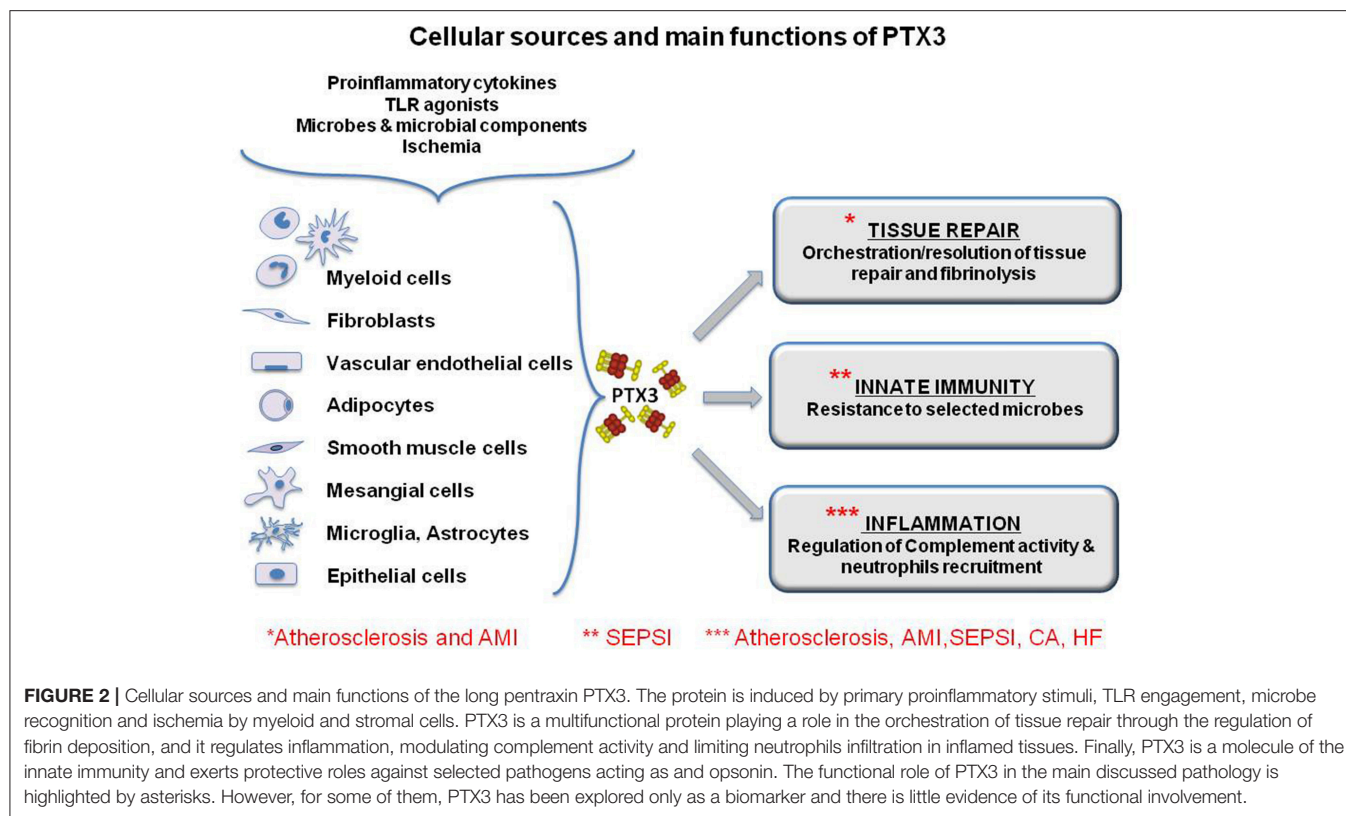 Cellular sources and main functions of PTX3
Proinflammatory cytokines
TLR agonists
Microbes & microbial components
Ischemia
Myeloid cells
Fibroblasts
Vascular endothelial cells
Adipocytes
Smooth muscle cells
Mesangial cells
Microglia, Astrocytes
Epithelial cells
PTX3
* TISSUE REPAIR
Orchestration/resolution of tissue
repair and fibrinolysis
** INNATE IMMUNITY
Resistance to selected microbes
*** INFLAMMATION
Regulation of Complement activity &
neutrophils recruitment
*Atherosclerosis and AMI ** SEPSI *** Atherosclerosis, AMI,SEPSI, CA, HF
FIGURE 2 | Cellular sources and main functions of the long pentraxin PTX3. The protein is induced by primary proinflammatory stimuli, TLR engagement, microbe
recognition and ischemia by myeloid and stromal cells. PTX3 is a multifunctional protein playing a role in the orchestration of tissue repair through the regulation of
fibrin deposition, and it regulates inflammation, modulating complement activity and limiting neutrophils infiltration in inflamed tissues. Finally, PTX3 is a molecule of the
innate immunity and exerts protective roles against selected pathogens acting as and opsonin. The functional role of PTX3 in the main discussed pathology is
highlighted by asterisks. However, for some of them, PTX3 has been explored only as a biomarker and there is little evidence of its functional involvement.